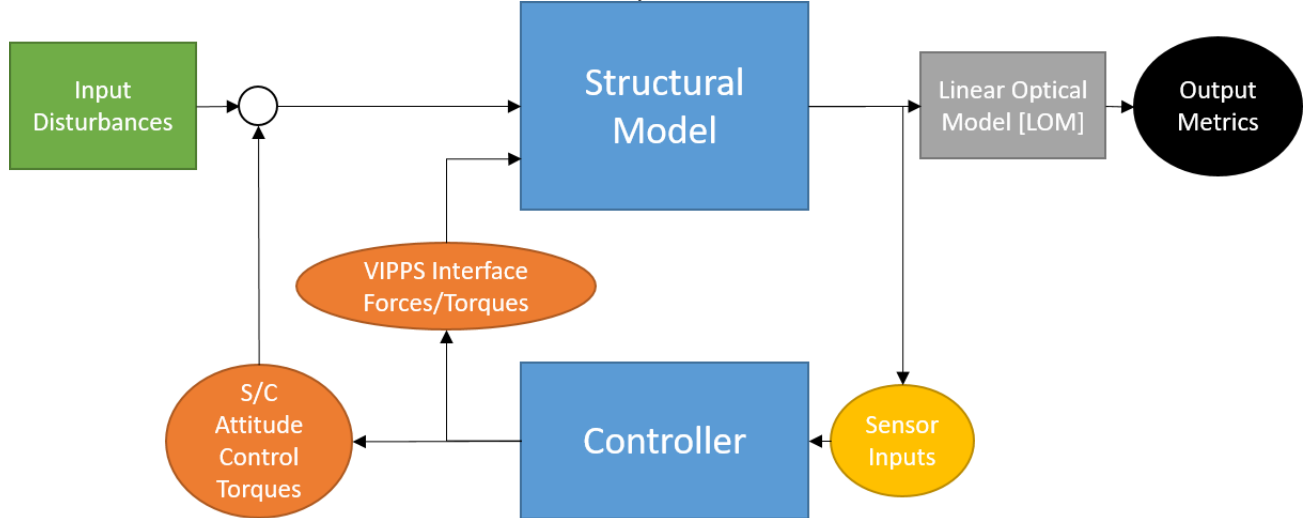 Input
Disturbances
Structural
Model
Linear Optical
Model [LOM]
Output
Metrics
VIPPS Interface
Forces/Torques
S/C
Attitude
Control
Torques
Controller
Sensor
Inputs